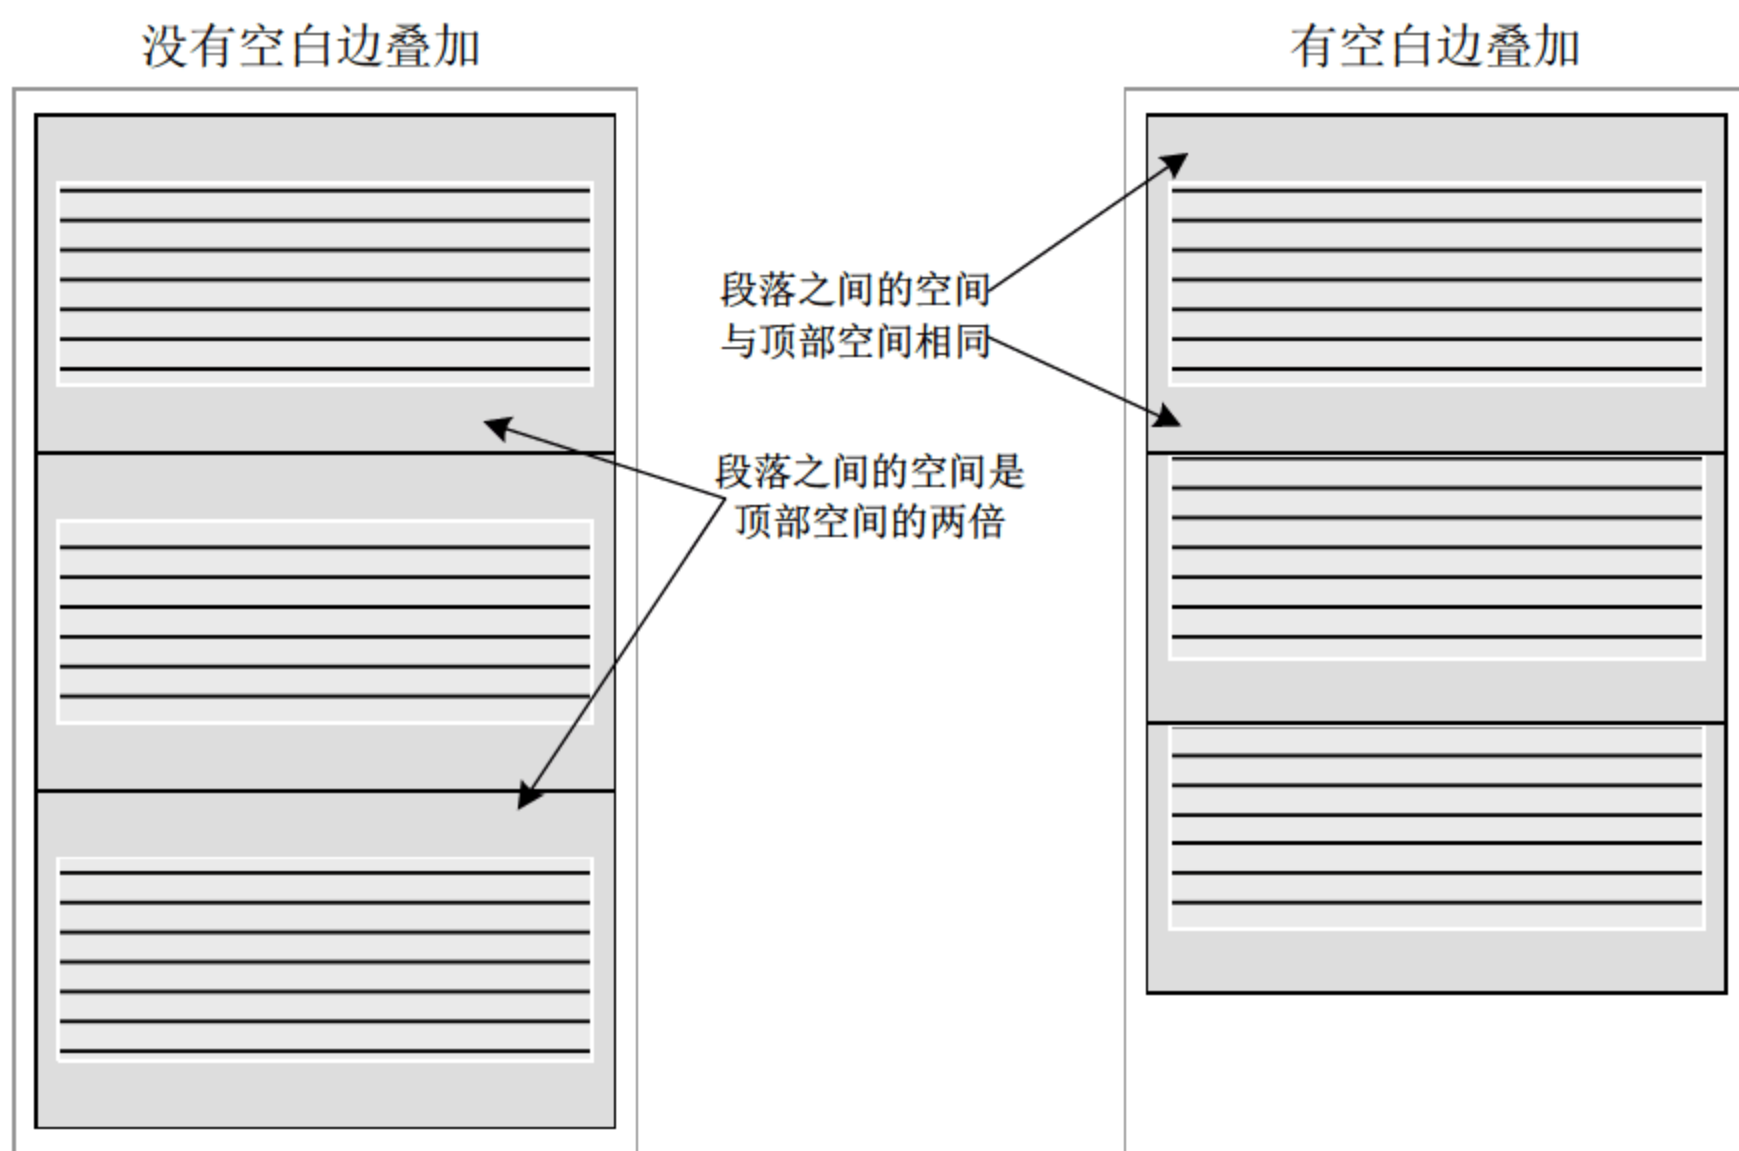 没有空白边叠加
有空白边叠加
段落之间的空间
与顶部空间相同
段落之间的空间是
顶部空间的两倍